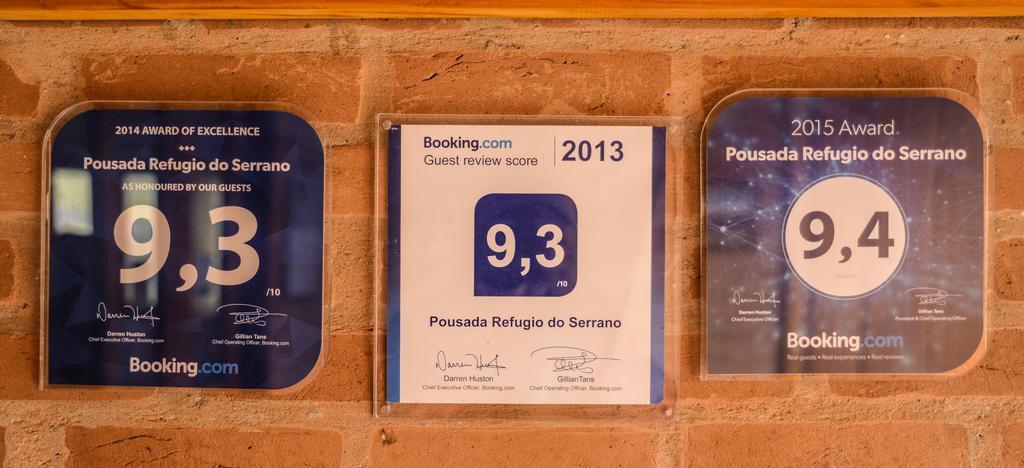 2014 AWARD OF EXCELLENCE
Pousada Refugio do Serrano
AS HONOURED BY OUR GUESTS
9,3
/10
Darren Huston
Chief Executive Officer, Booking.com
Gillian Tans
Chief Operating Officer, Booking.com
Booking.com
Booking.com
Guest review score
2013
9,3
/10
Pousada Refugio do Serrano
Darren Huston
Chief Executive Officer, Booking.com
GillianTans
Chief Operating Officer, Booking.com
2015 Award
Pousada Refugio do Serrano
9,4
Darren Huston
Chief Executive Officer
Gillian Tans
President & Chief Operating Officer
Booking.com
Real guests • Real experiences • Real reviews